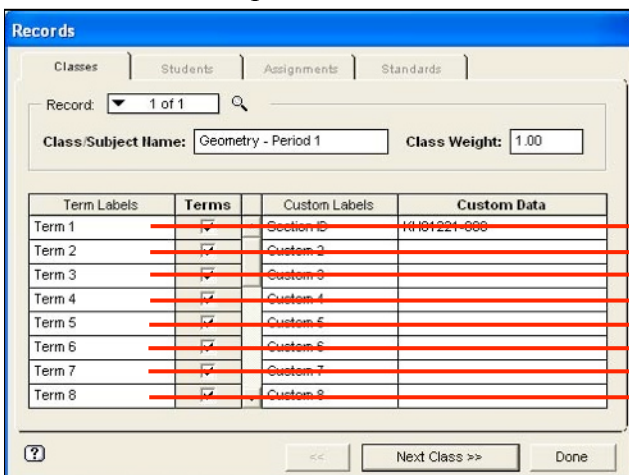 Records
Classes Students Assignments Standards
Record: 1 of 1
Class/Subject Name: Geometry - Period 1 Class Weight: 1.00
Term Labels Terms Custom Labels Custom Data
Term 1 Section ID
Term 2 Custom 2
Term 3 Custom 3
Term 4 Custom 4
Term 5 Custom 5
Term 6 Custom 6
Term 7 Custom 7
Term 8 Custom 8
? << Next Class >> Done